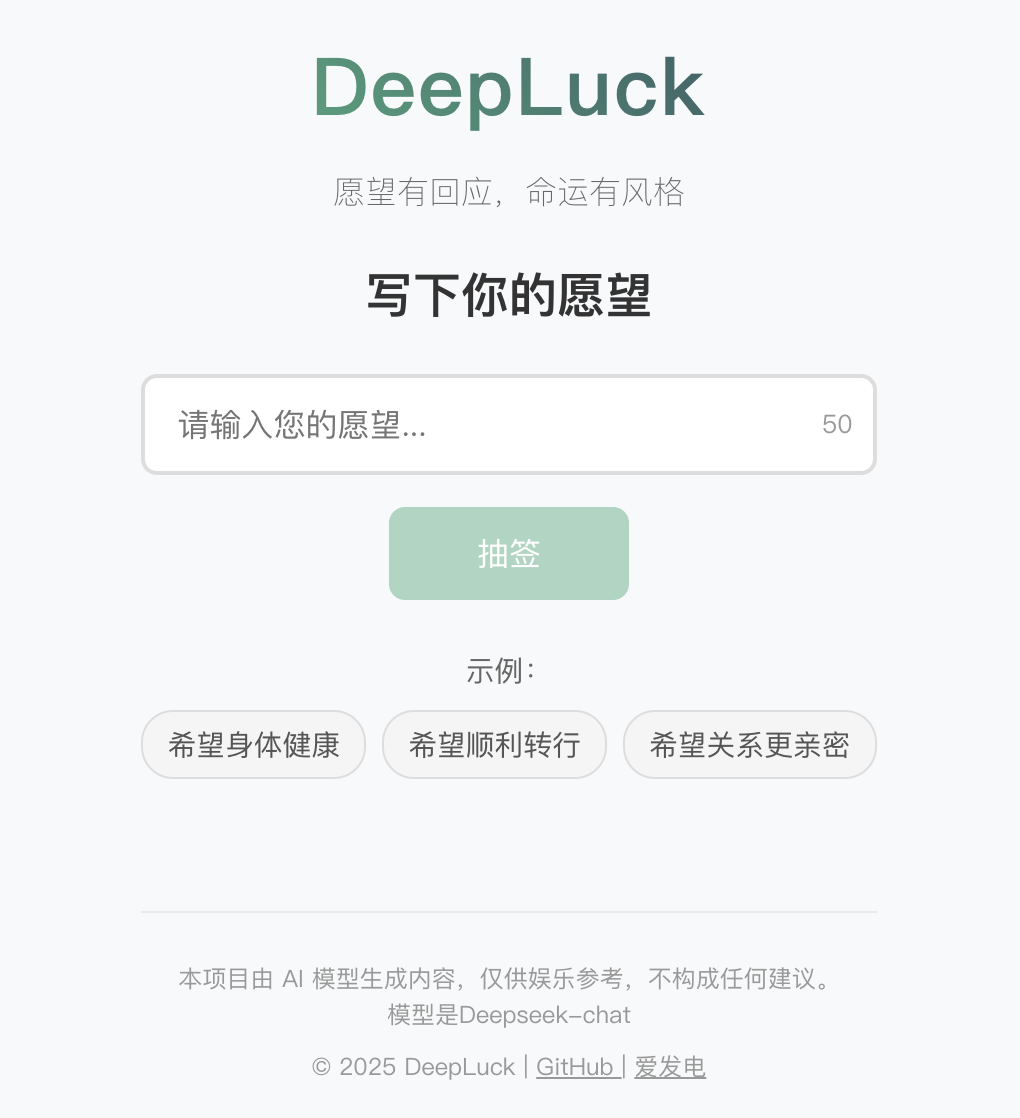 DeepLuck
愿望有回应，命运有风格
写下你的愿望
请输入您的愿望... 50
抽签
示例：
希望身体健康 希望顺利转行 希望关系更亲密
本项目由 AI 模型生成内容，仅供娱乐参考，不构成任何建议。
模型是Deepseek-chat
© 2025 DeepLuck | GitHub | 爱发电